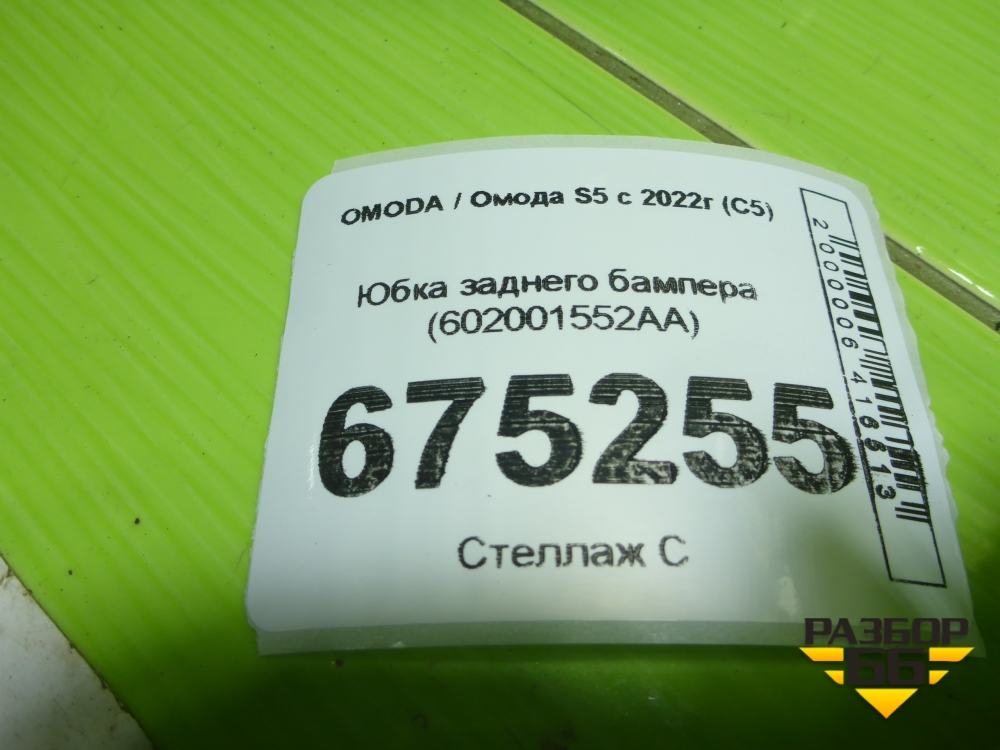 OMODA / Омода S5 с 2022г (C5)
Юбка заднего бампера
(602001552AA)
675255
Стеллаж С
2000006416613
РАЗБОР
66